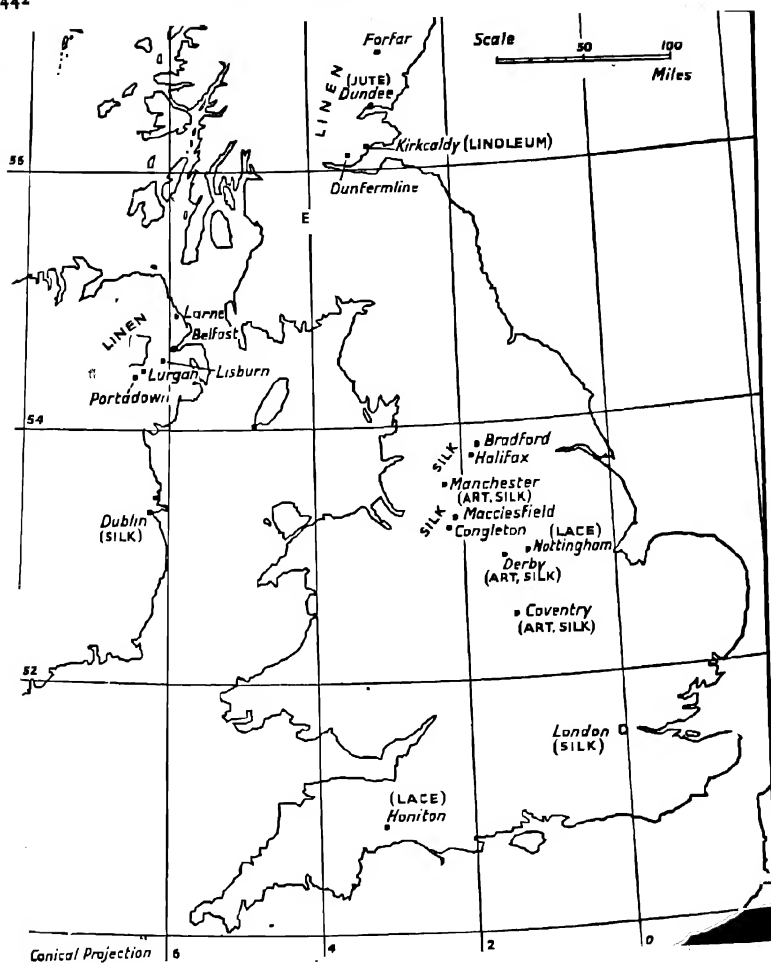 442
Forfar
Scale 50 100
Miles
LINEN
(JUTE)
Dundee
Kirkcaldy (LINOLEUM)
56
Dunfermline
E
Larne
LINEN
Belfast
Lurgan Lisburn
Portadown
54
SILK
Bradford
Halifax
Manchester
(ART. SILK)
SILK
Macclesfield
Congleton
(LACE)
Nottingham
Derby
(ART, SILK)
Dublin
(SILK)
Coventry
(ART. SILK)
52
London
(SILK)
(LACE)
Honiton
Conical Projection 6 4 2 0